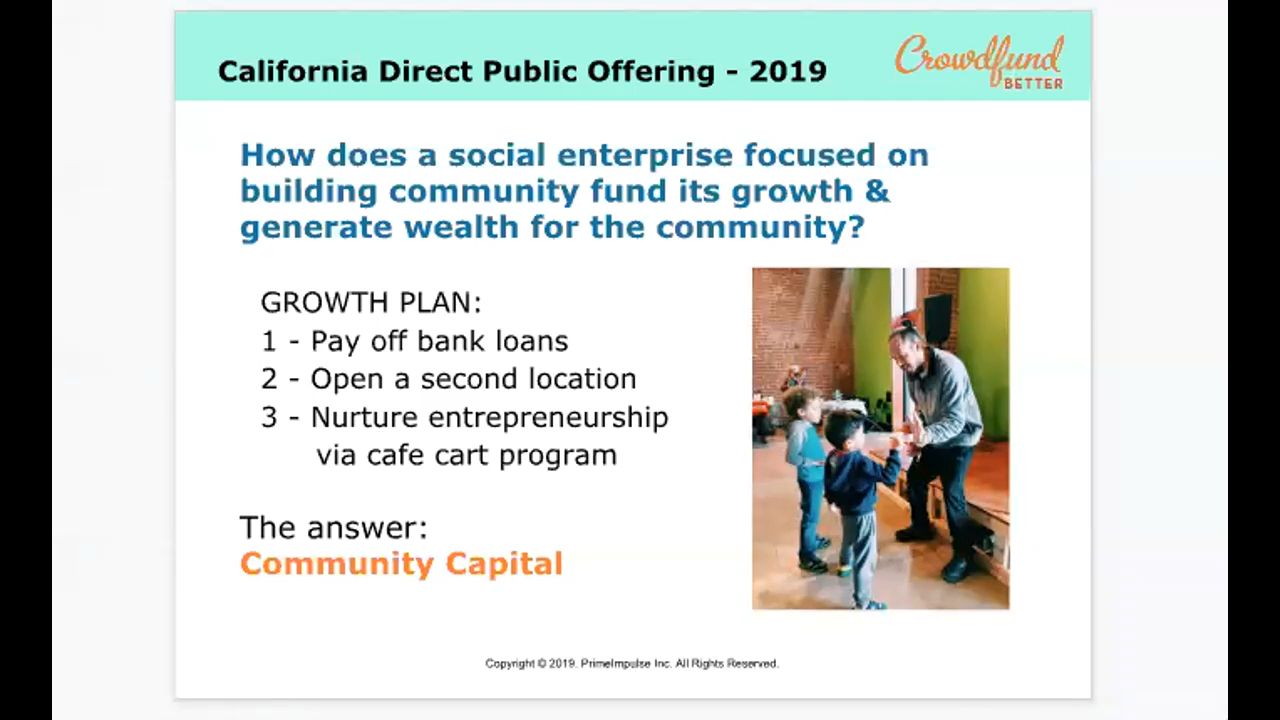 California Direct Public Offering - 2019
Crowdfund
BETTER
How does a social enterprise focused on
building community fund its growth &
generate wealth for the community?
GROWTH PLAN:
1 - Pay off bank loans
2 - Open a second location
3 - Nurture entrepreneurship
via cafe cart program
The answer:
Community Capital
Copyright © 2019. PrimeImpulse Inc. All Rights Reserved.